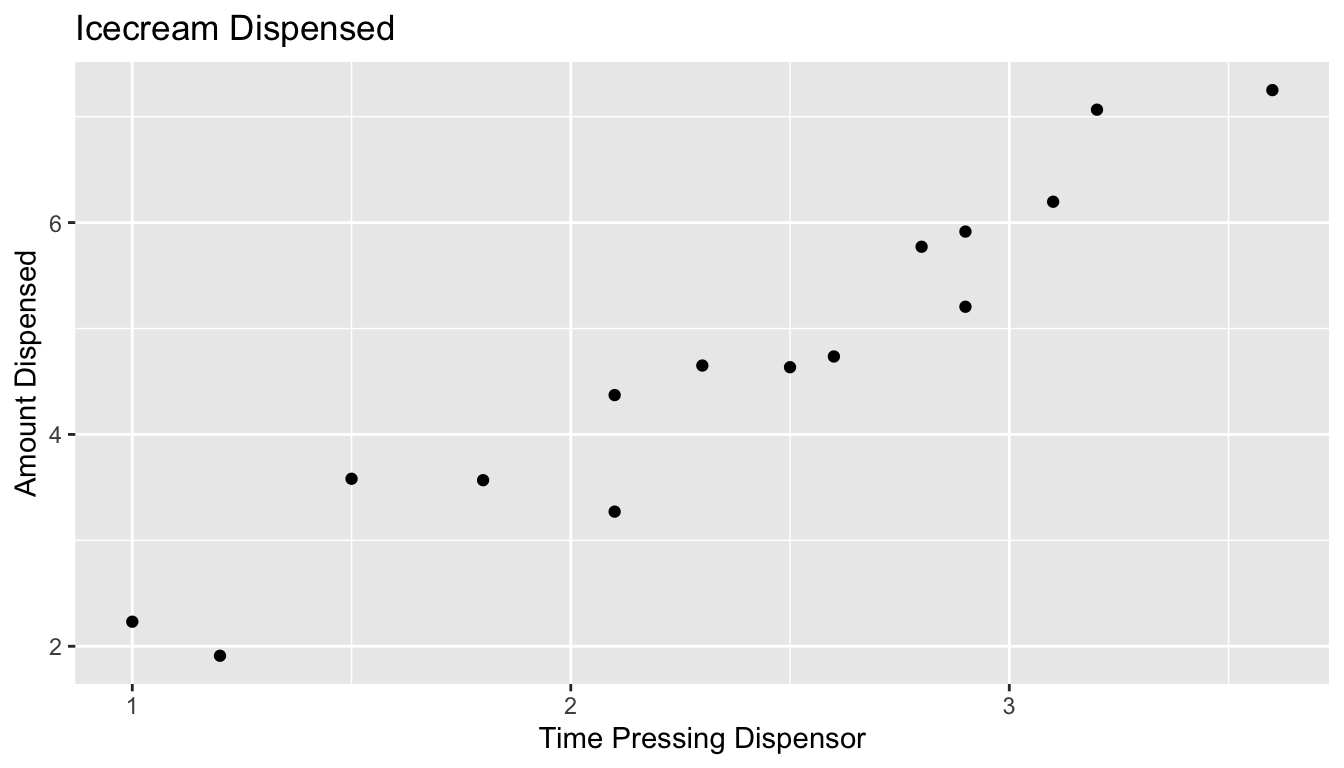 Icecream Dispensed
Amount Dispensed
6
4
2
1 2 3
Time Pressing Dispensor